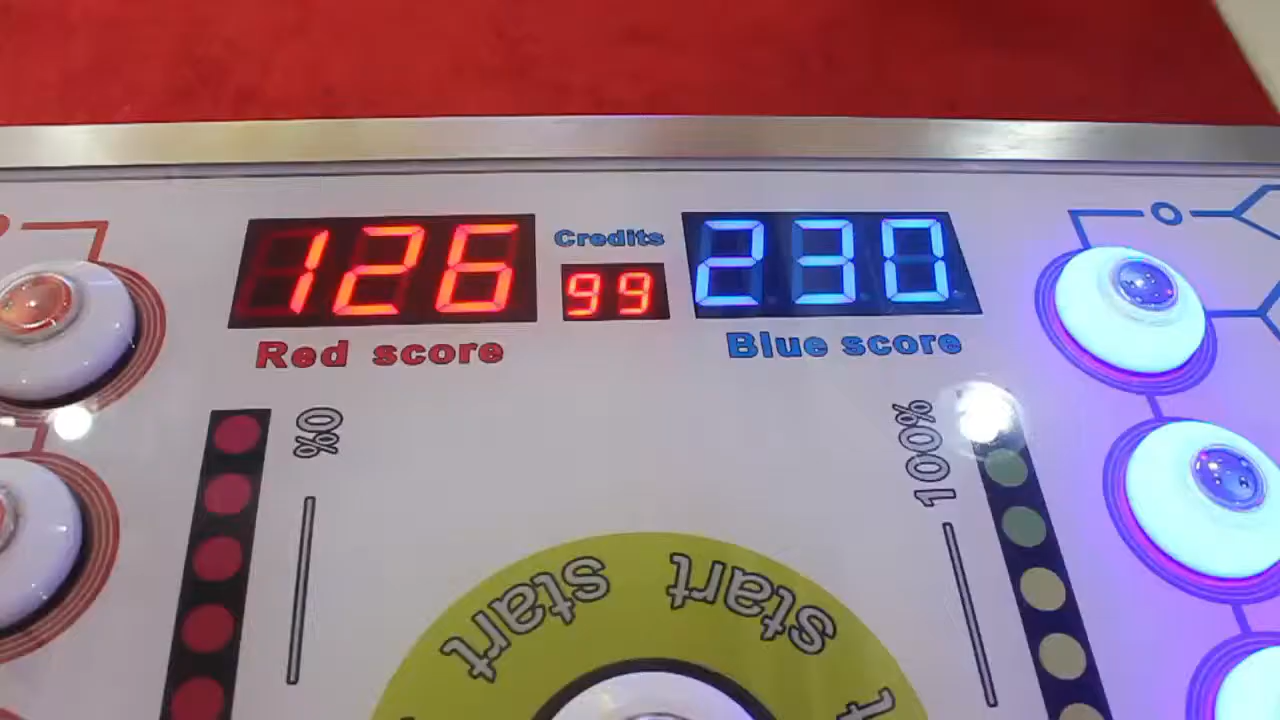 Credits
126 99 230
Red score
Blue score
%0
100%
Start
Start